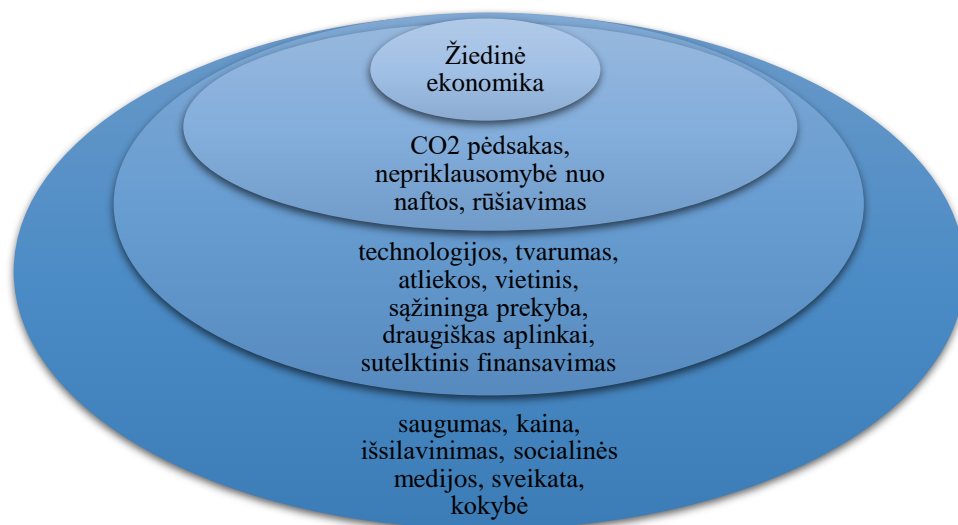 Žiedinė
ekonomika
CO2 pėdsakas,
nepriklausomybė nuo
naftos, rūšiavimas
technologijos, tvarumas,
atliekos, vietinis,
sąžininga prekyba,
draugiškas aplinkai,
sutelktinis finansavimas
saugumas, kaina,
išsilavinimas, socialinės
medijos, sveikata,
kokybė